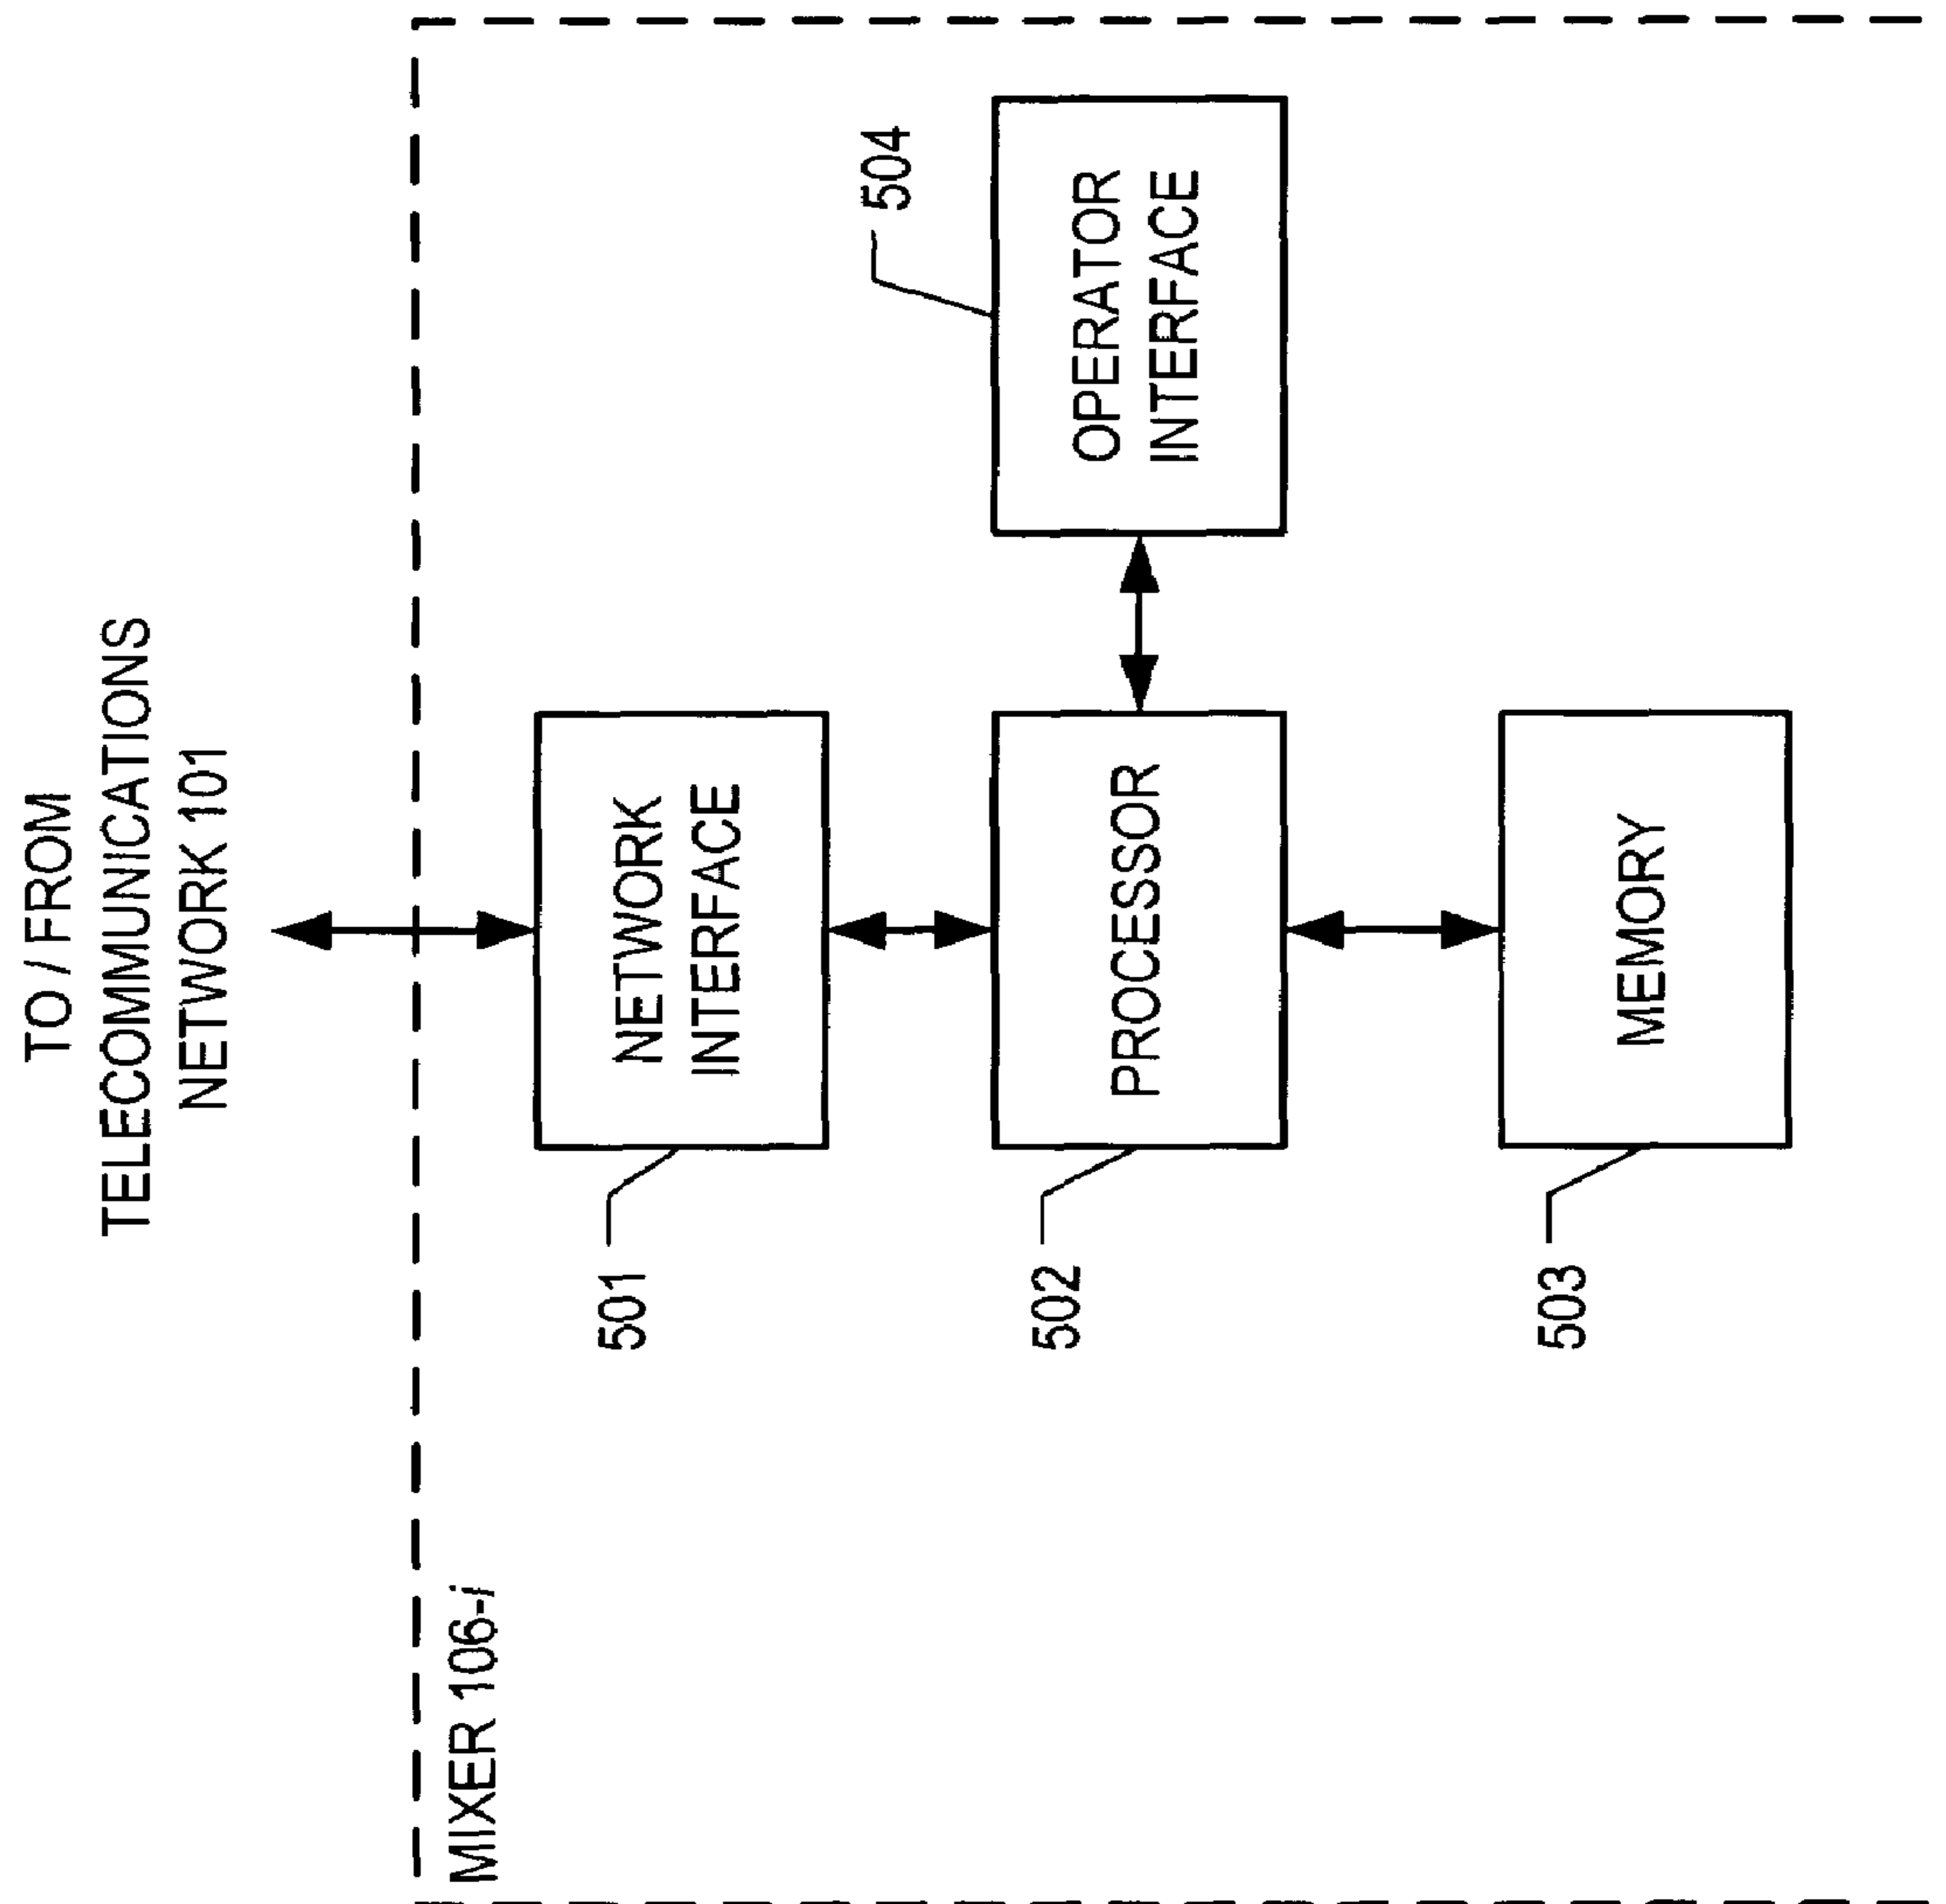 TO / FROM
TELECOMMUNICATIONS
NETWORK 101
MIXER 106-i
501
NETWORK
INTERFACE
502
PROCESSOR
504
OPERATOR
INTERFACE
503
MEMORY